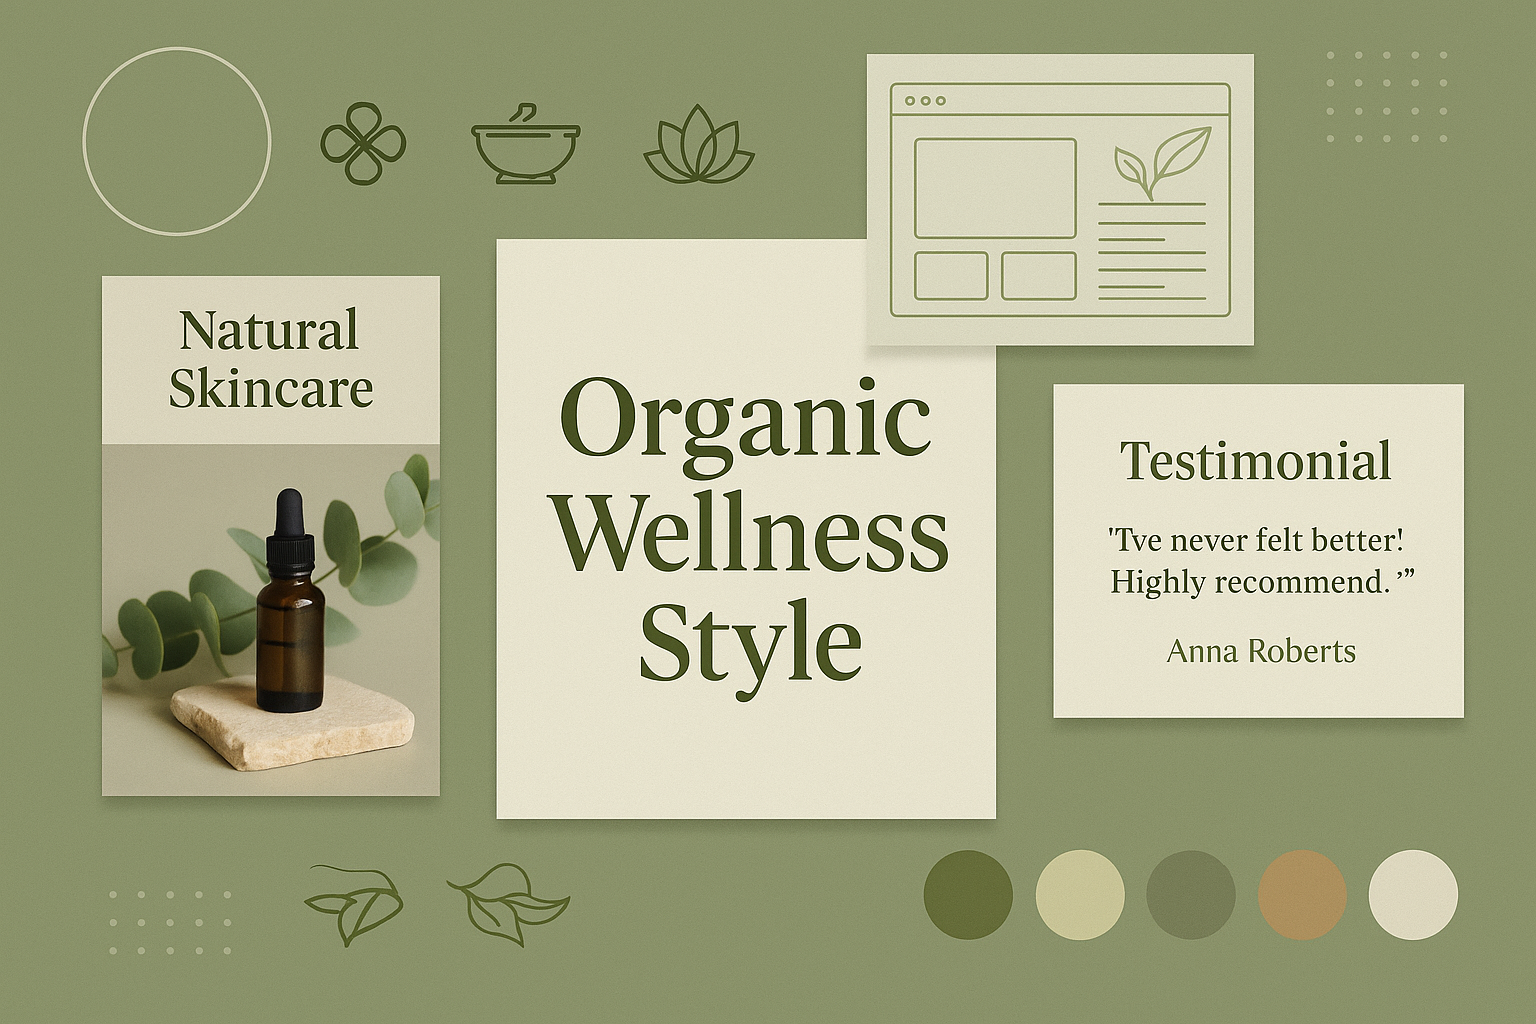 Natural
Skincare
Organic
Wellness
Style
Testimonial
'Tve never felt better!
Highly recommend. ’”
Anna Roberts